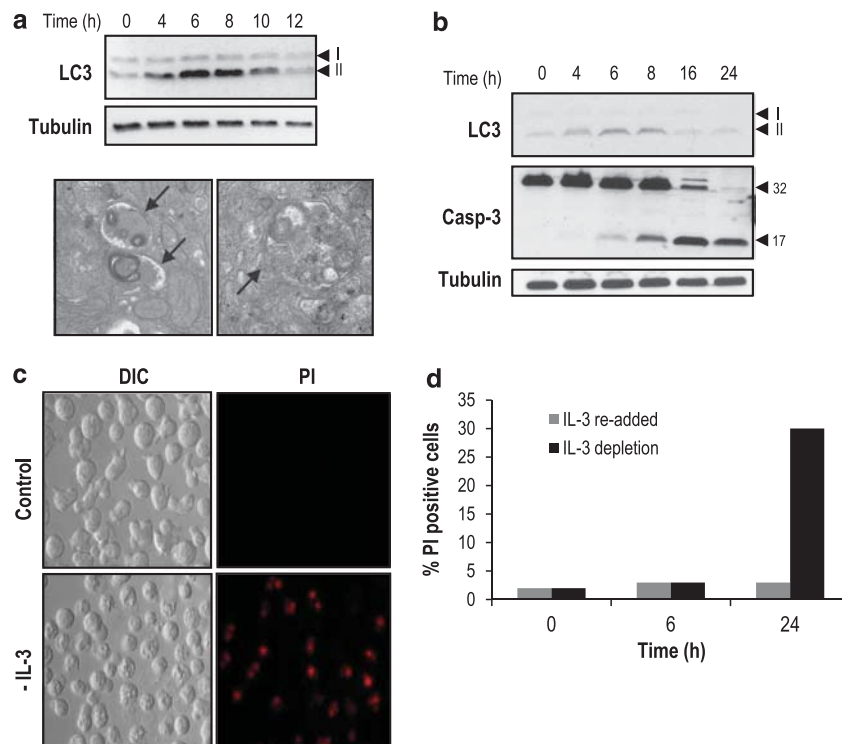 a
Time (h) 0 4 6 8 10 12
LC3
I
II
Tubulin
b
Time (h) 0 4 6 8 16 24
LC3
I
II
Casp-3
32
17
Tubulin
c
DIC PI
Control
- IL-3
d
% PI positive cells
35
30
25
20
15
10
5
0
IL-3 re-added
IL-3 depletion
0 6 24
Time (h)